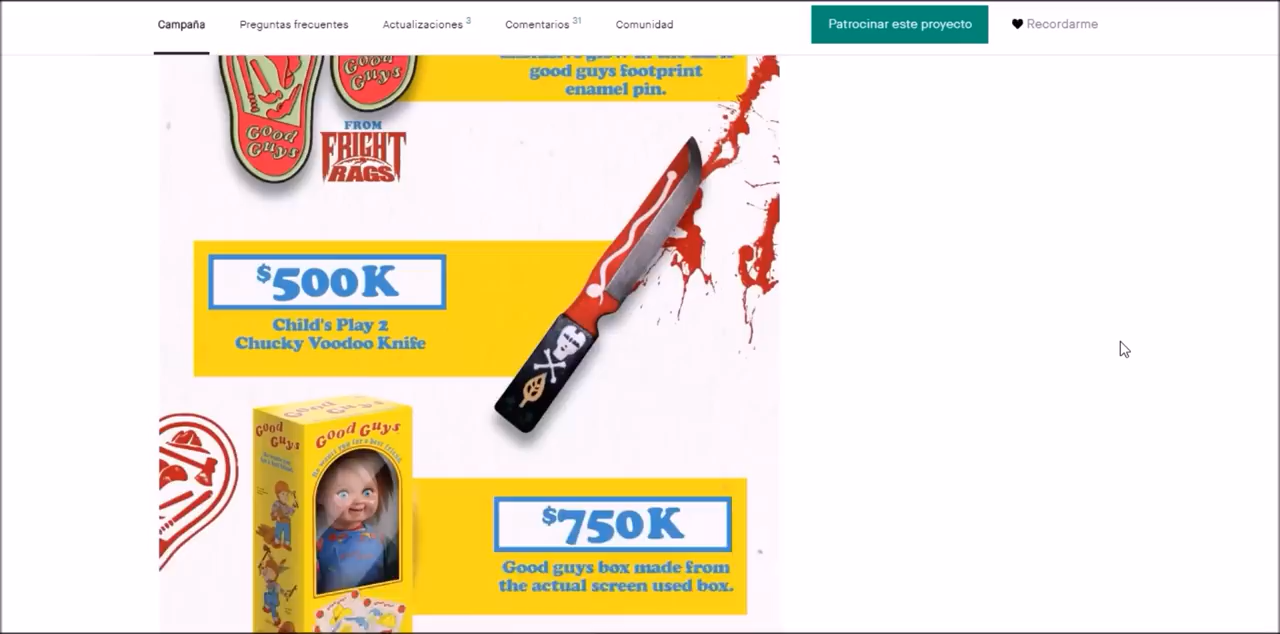 Campaña
Preguntas frecuentes
Actualizaciones 3
Comentarios 31
Comunidad
Patrocinar este proyecto
Recordarme
good guys footprint
enamel pin.
Good
Guys
Good
Guys
FROM
FRIGHT
RAGS
$500K
Child's Play 2
Chucky Voodoo Knife
Good
Guys
Good Guys
$750K
Good guys box made from
the actual screen used box.